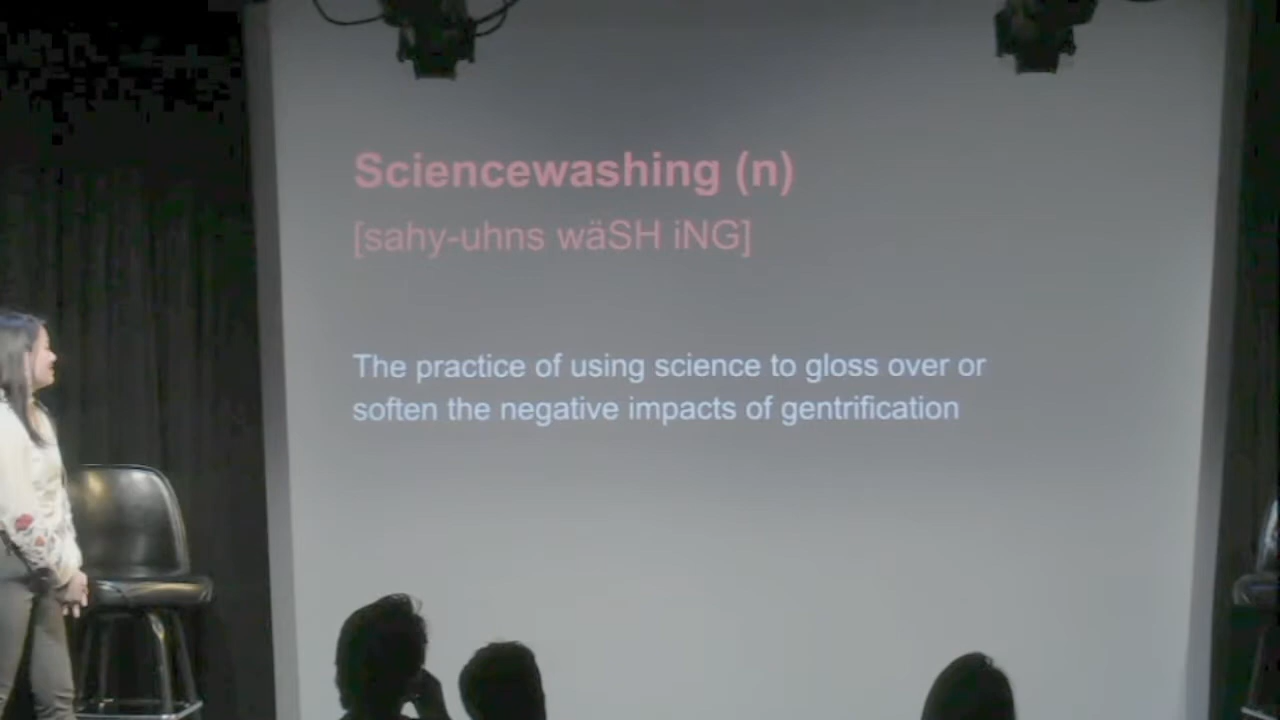 Sciencewashing (n)
[sahy-uhns wäSH iNG]
The practice of using science to gloss over or
soften the negative impacts of gentrification